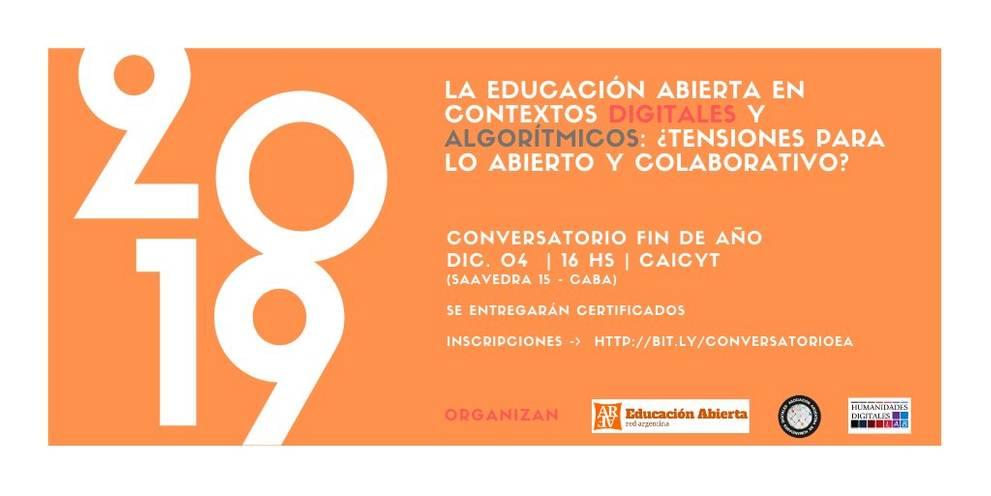 2019
LA EDUCACIÓN ABIERTA EN
CONTEXTOS DIGITALES Y
ALGORÍTMICOS: ¿TENSIONES PARA
LO ABIERTO Y COLABORATIVO?
CONVERSATORIO FIN DE AÑO
DIC. 04 | 16 HS | CAICYT
(SAAVEDRA 15 - CABA)
SE ENTREGARÁN CERTIFICADOS
INSCRIPCIONES -> HTTP://BIT.LY/CONVERSATORIOEA
ORGANIZAN
AREA
Educación Abierta
red argentina
HUMANIDADES
DIGITALES
LAB